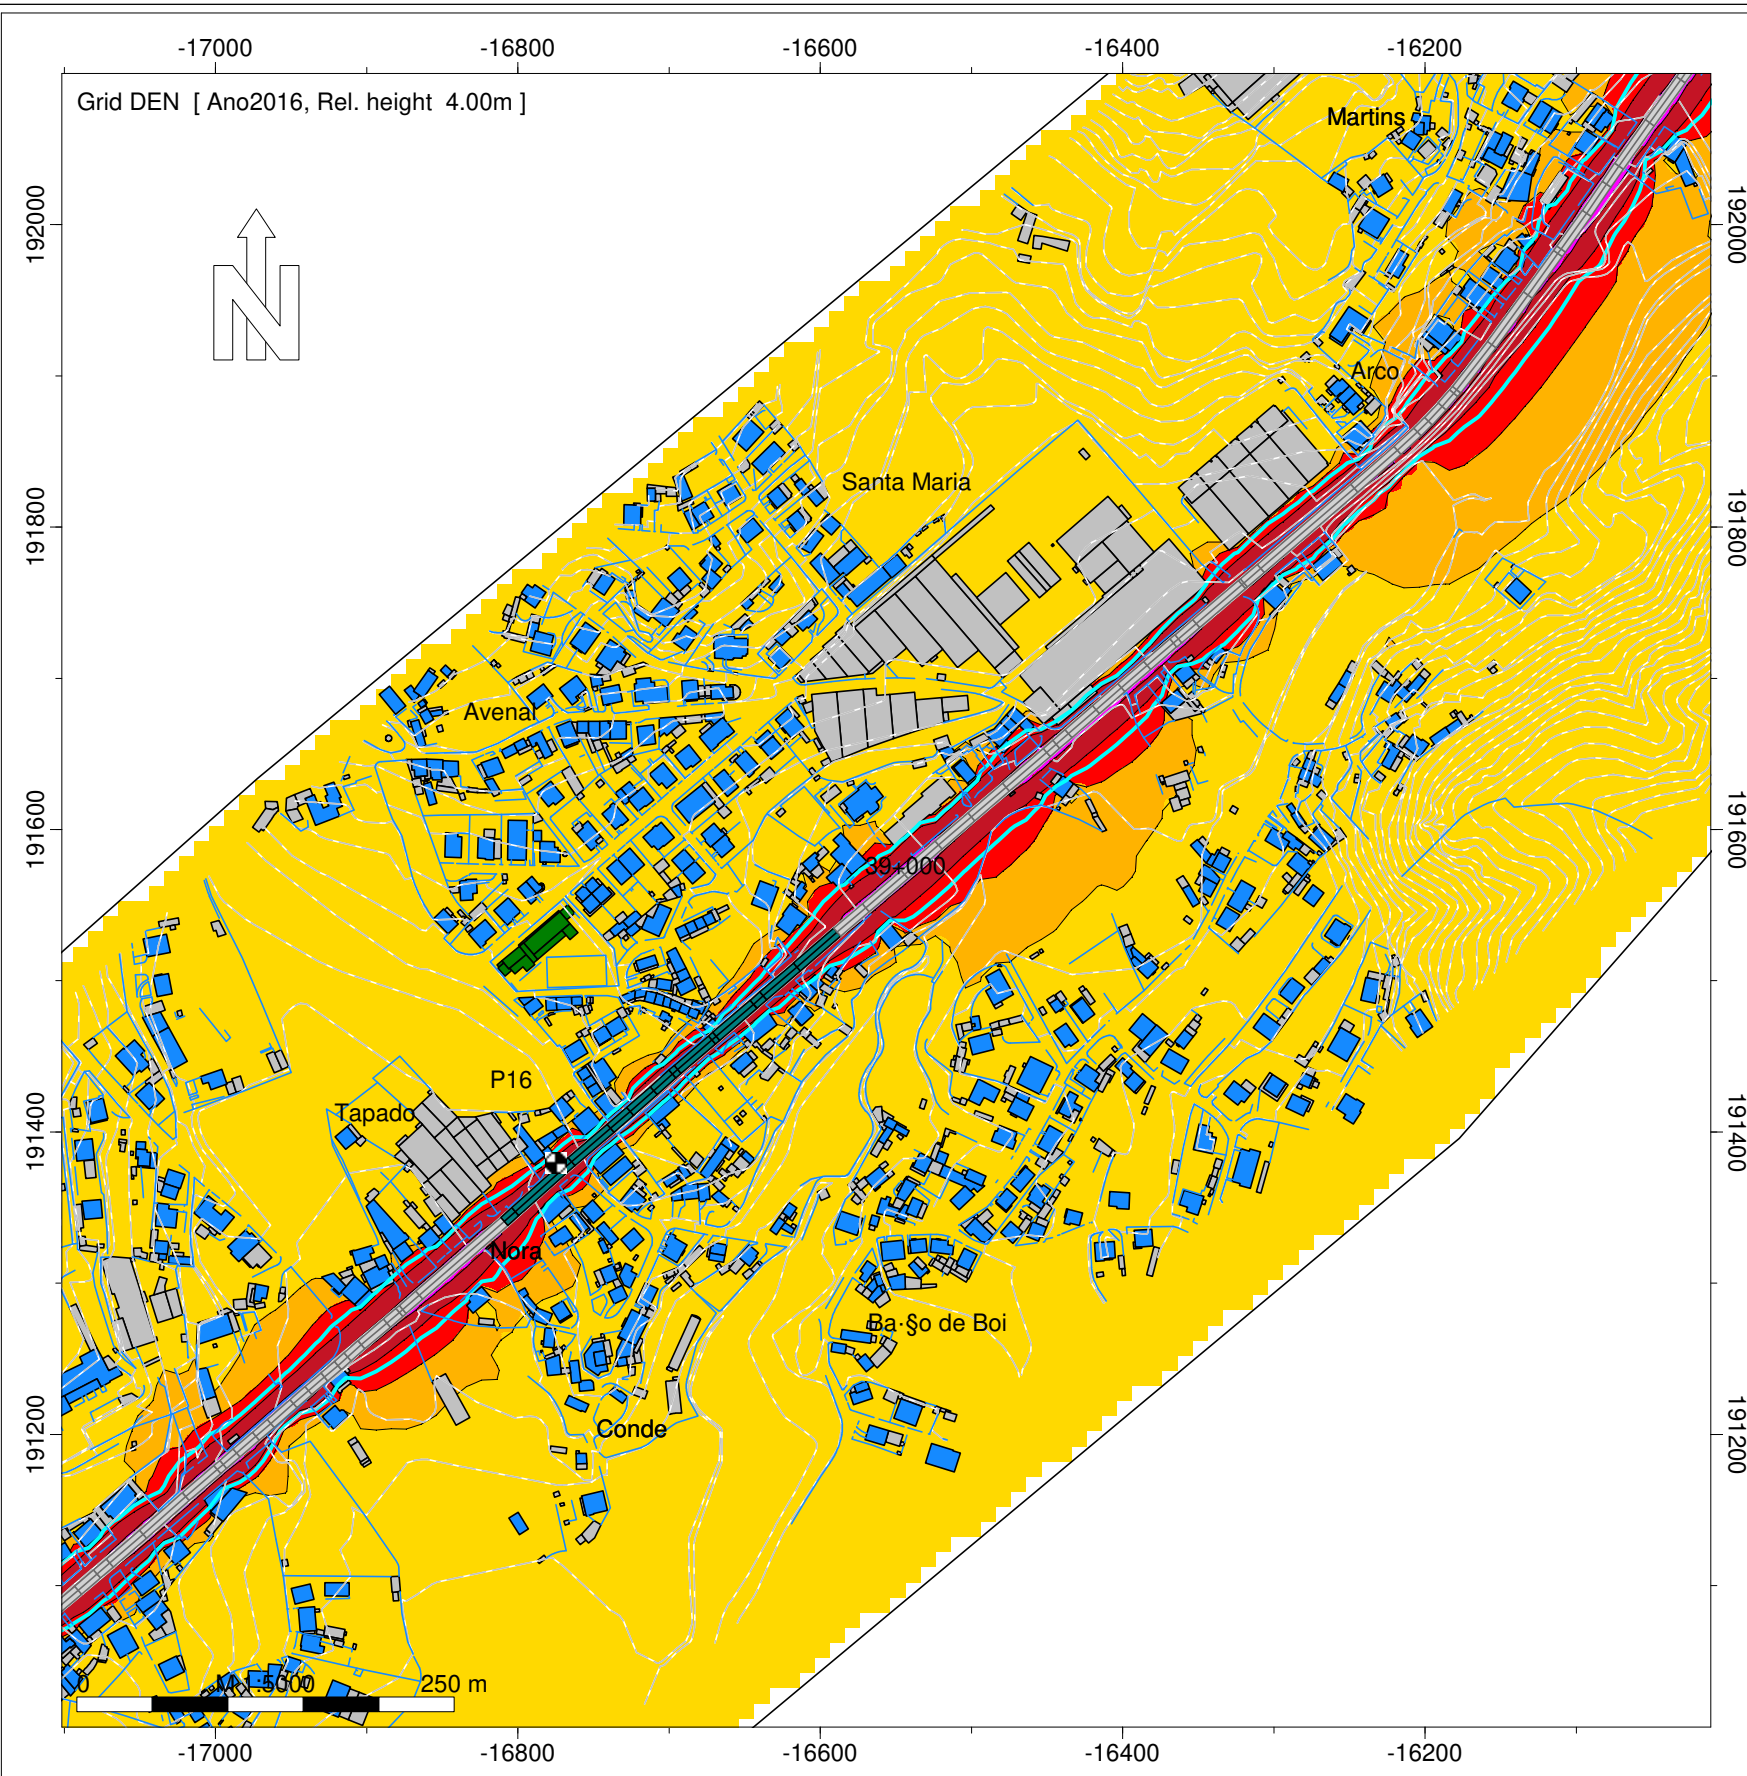 -17000 -16800 -16600 -16400 -16200
Grid DEN [ Ano2016, Rel. height 4.00m ]
Martins
192000
192000
N
Arco
Santa Maria
191800
191800
Avenal
191600
191600
39+000
P16
Tapado
191400
191400
Nora
Ba·§o de Boi
Conde
191200
191200
0 M 1:5000 250 m
-17000 -16800 -16600 -16400 -16200